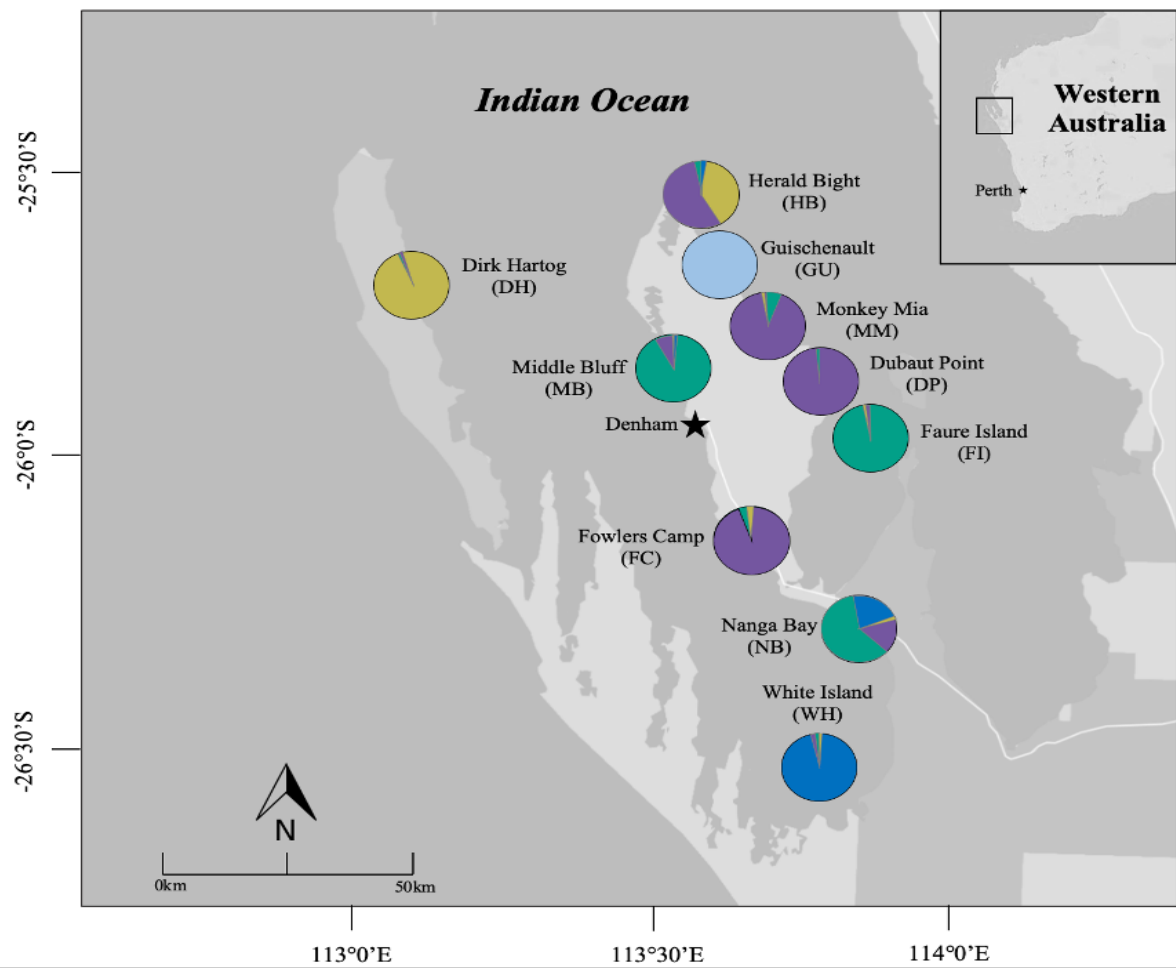 Indian Ocean
Western
Australia
Perth
-25°30'S
-26°0'S
-26°30'S
Herald Bight
(HB)
Guischenault
(GU)
Dirk Hartog
(DH)
Monkey Mia
(MM)
Middle Bluff
(MB)
Dubaut Point
(DP)
Denham
Faure Island
(FI)
Fowlers Camp
(FC)
Nanga Bay
(NB)
White Island
(WH)
N
0km
50km
113°0'E
113°30'E
114°0'E